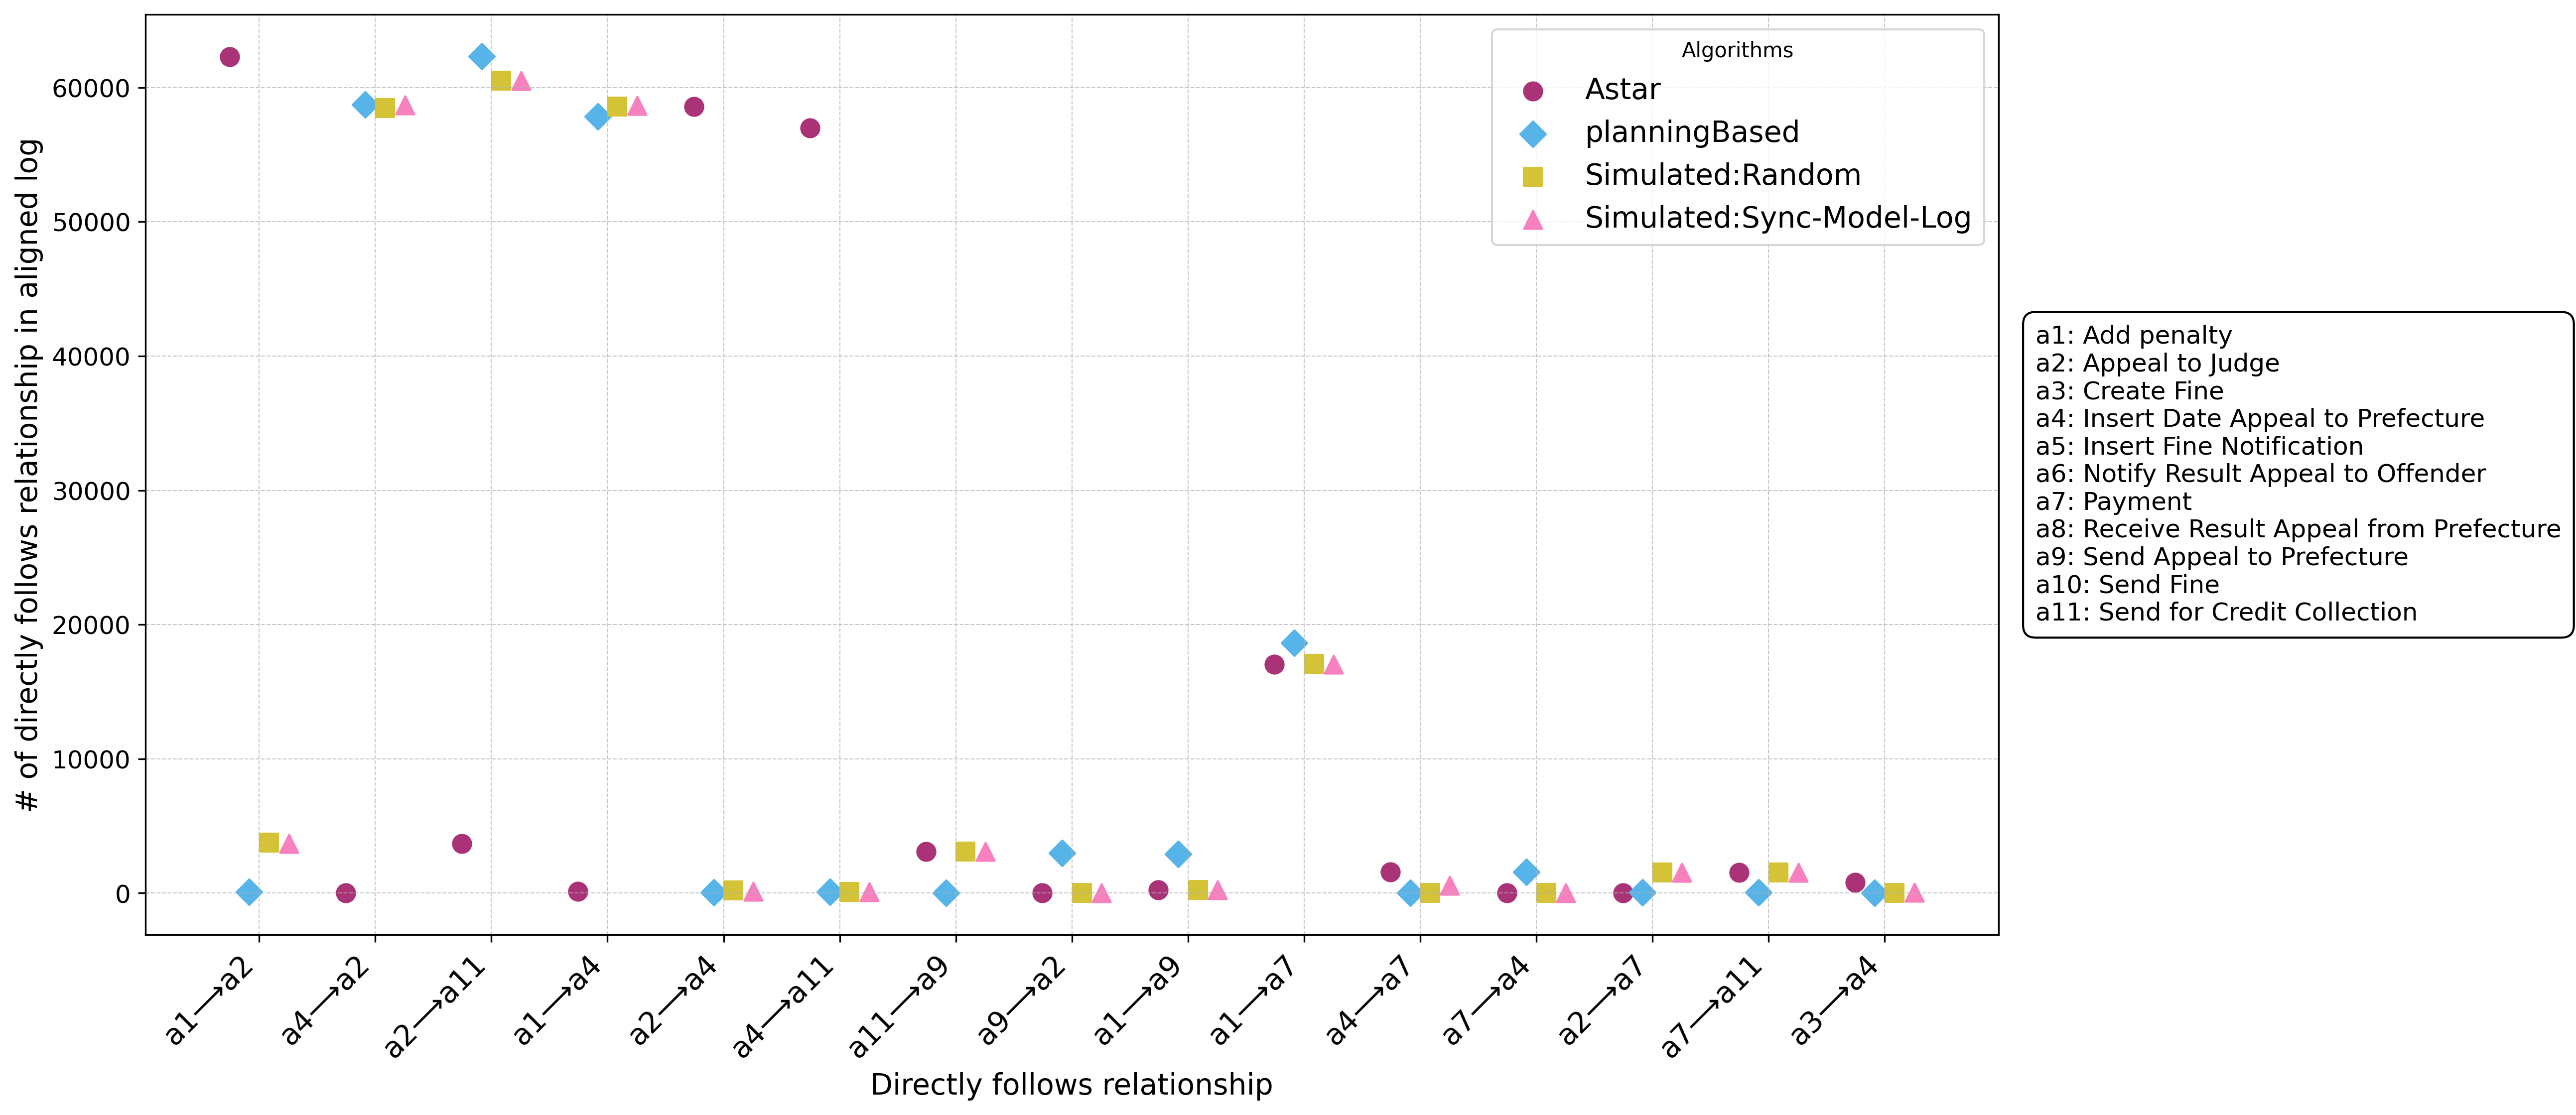 Algorithms
Astar
planningBased
Simulated:Random
Simulated:Sync-Model-Log
# of directly follows relationship in aligned log
60000
50000
40000
30000
20000
10000
0
a1→a2
a4→a2
a2→a11
a1→a4
a2→a4
a4→a11
a11→a9
a9→a2
a1→a9
a1→a7
a4→a7
a7→a4
a2→a7
a7→a11
a3→a4
Directly follows relationship
a1: Add penalty
a2: Appeal to Judge
a3: Create Fine
a4: Insert Date Appeal to Prefecture
a5: Insert Fine Notification
a6: Notify Result Appeal to Offender
a7: Payment
a8: Receive Result Appeal from Prefecture
a9: Send Appeal to Prefecture
a10: Send Fine
a11: Send for Credit Collection